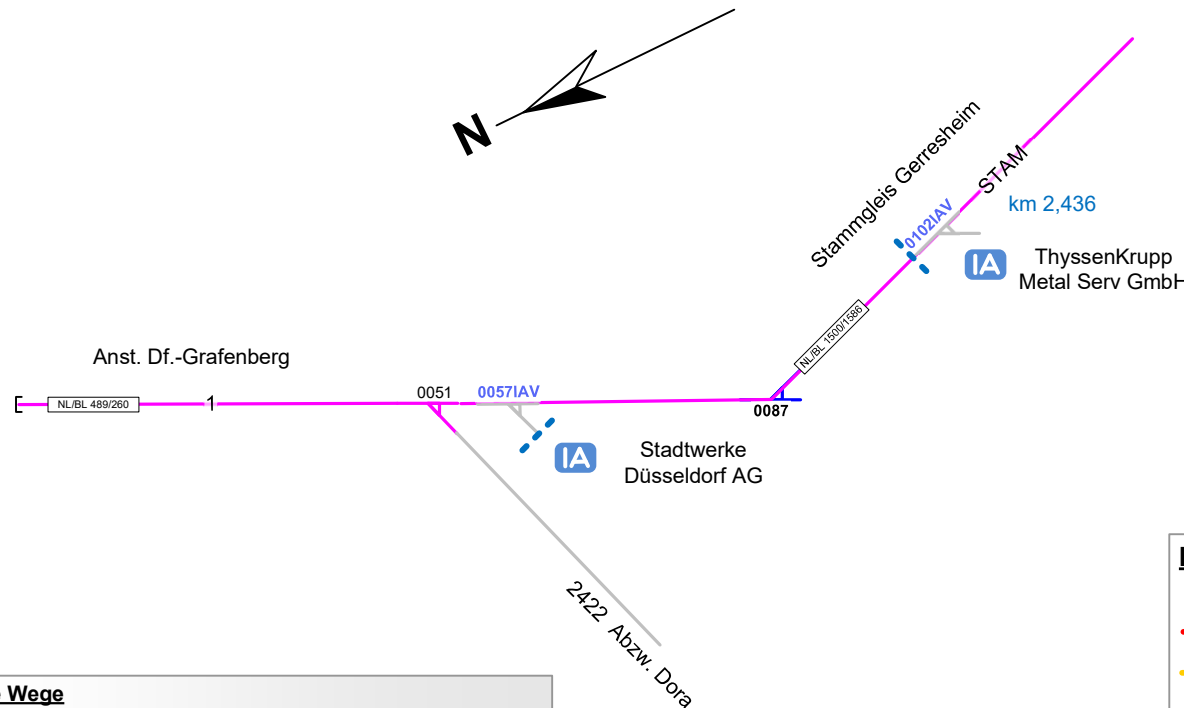 N
Stammgleis Gerresheim
STAM
0102IAV
km 2,436
IA
ThyssenKrupp
Metal Serv GmbH
NL/BL 1500/1586
Anst. Df.-Grafenberg
NL/BL 489/260
1
0051
0057IAV
0087
IA
Stadtwerke
Düsseldorf AG
2422 Abzw. Dora
Wege